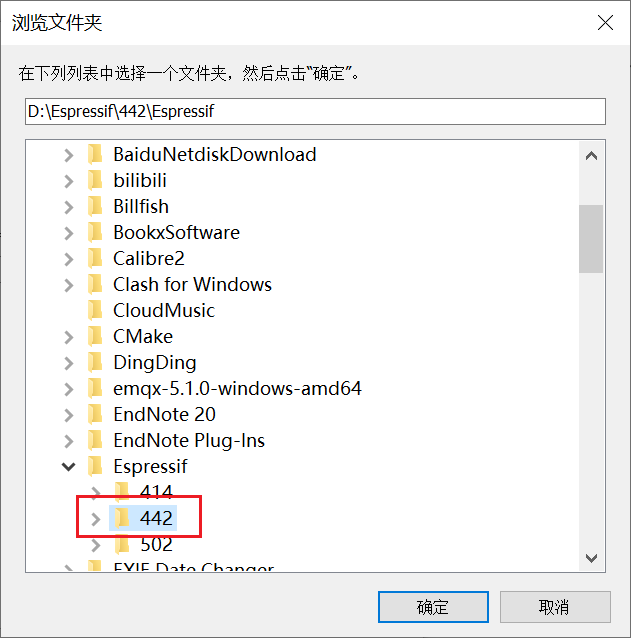 浏览文件夹
在下列列表中选择一个文件夹，然后点击“确定”。
D:\Espressif\442\Espressif
BaiduNetdiskDownload
bilibili
Billfish
BookxSoftware
Calibre2
Clash for Windows
CloudMusic
CMake
DingDing
emqx-5.1.0-windows-amd64
EndNote 20
EndNote Plug-Ins
Espressif
414
442
502
EXIF Date Changer
确定
取消